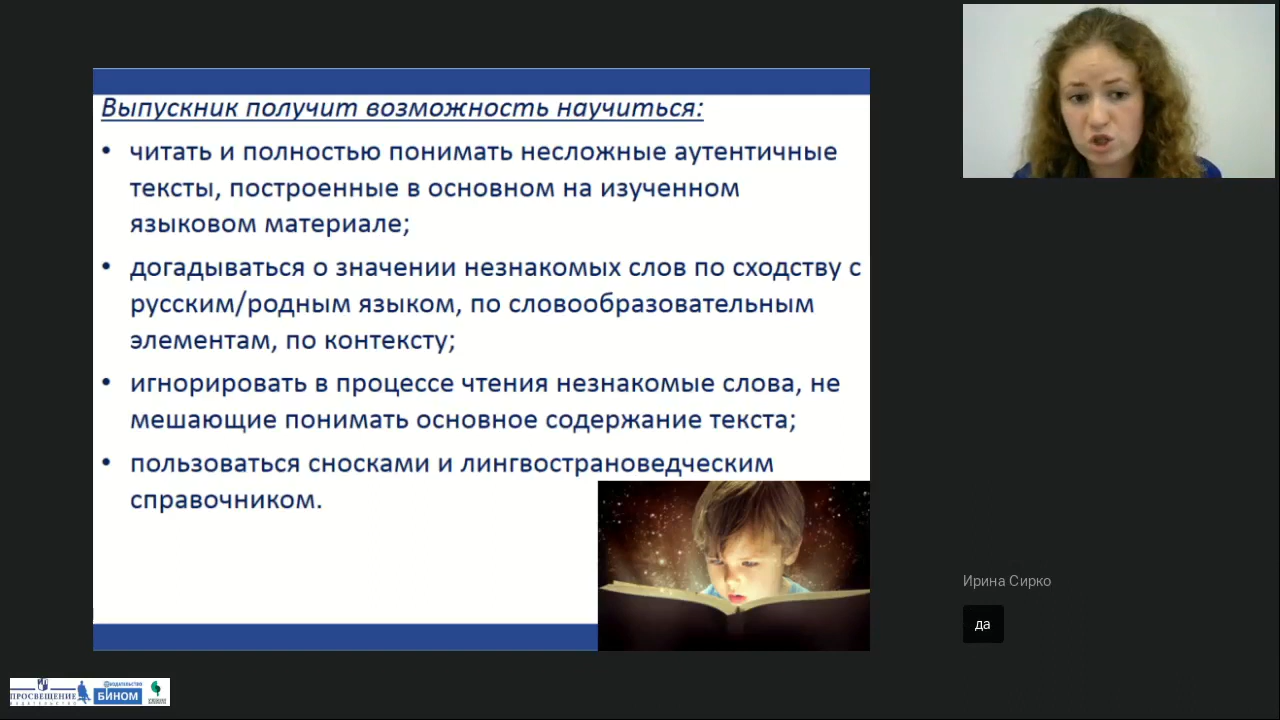 Выпускник получит возможность научиться:
• читать и полностью понимать несложные аутентичные
тексты, построенные в основном на изученном
языковом материале;
• догадываться о значении незнакомых слов по сходству с
русским/родным языком, по словообразовательным
элементам, по контексту;
• игнорировать в процессе чтения незнакомые слова, не
мешающие понимать основное содержание текста;
• пользоваться сносками и лингвострановедческим
справочником.
Ирина Сирко
да
ПРОСВЕЩЕНИЕ
ИЗДАТЕЛЬСТВО
ИЗДАТЕЛЬСТВО
БИНОМ